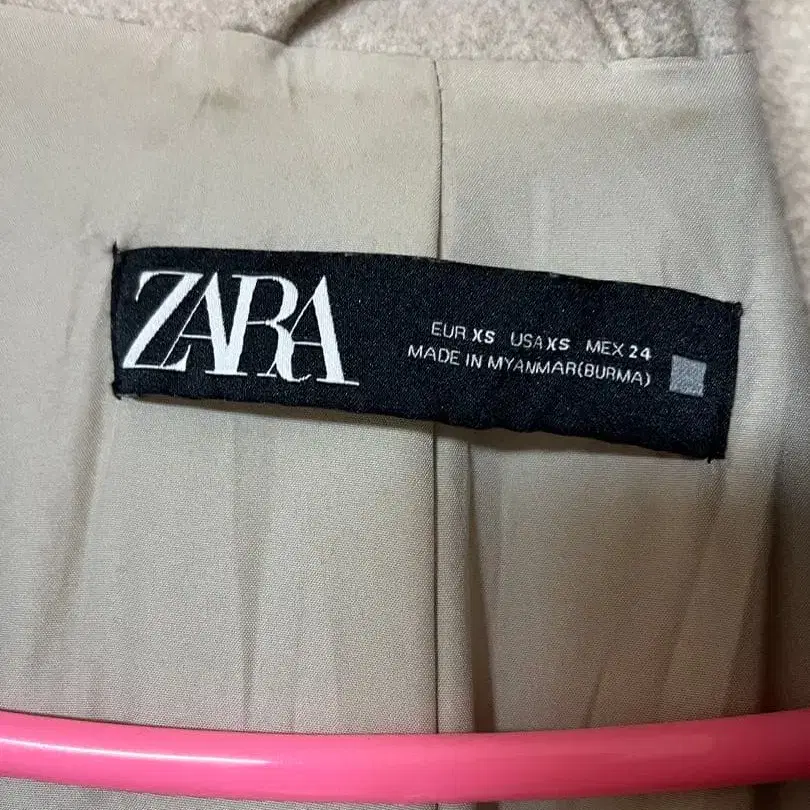 ZARA
EUR XS USA XS MEX 24
MADE IN MYANMAR(BURMA)